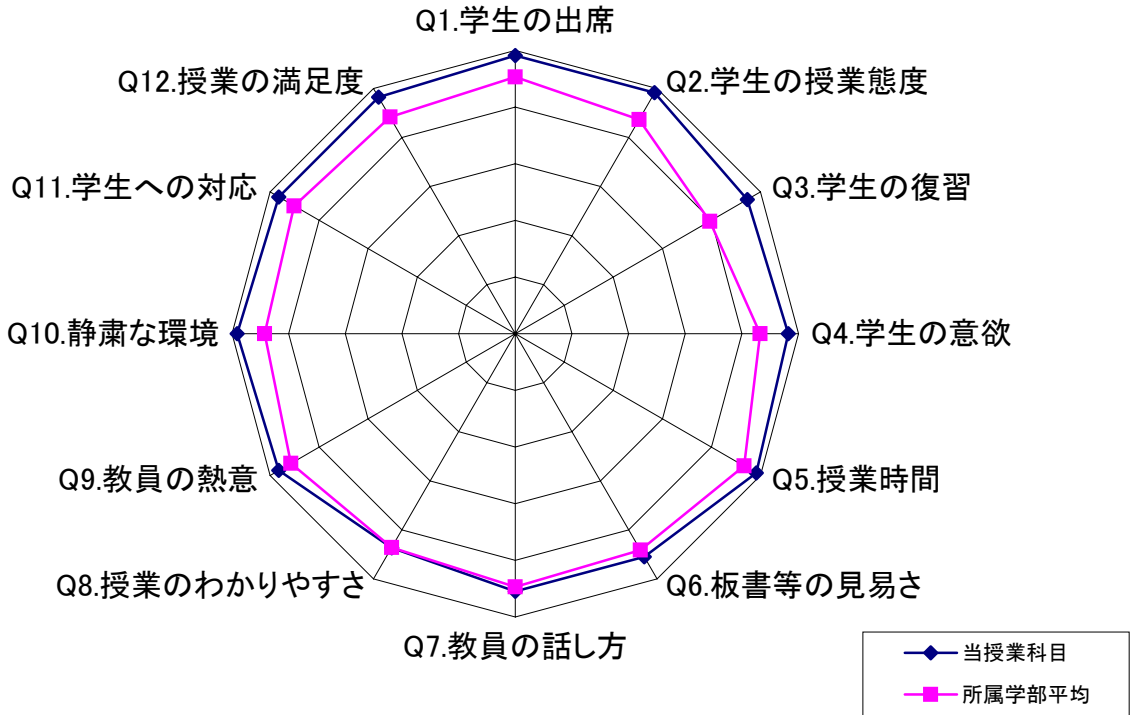 Q1.学生の出席
Q2.学生の授業態度
Q3.学生の復習
Q4.学生の意欲
Q5.授業時間
Q6.板書等の見易さ
Q7.教員の話し方
Q8.授業のわかりやすさ
Q9.教員の熱意
Q10.静粛な環境
Q11.学生への対応
Q12.授業の満足度
当授業科目
所属学部平均